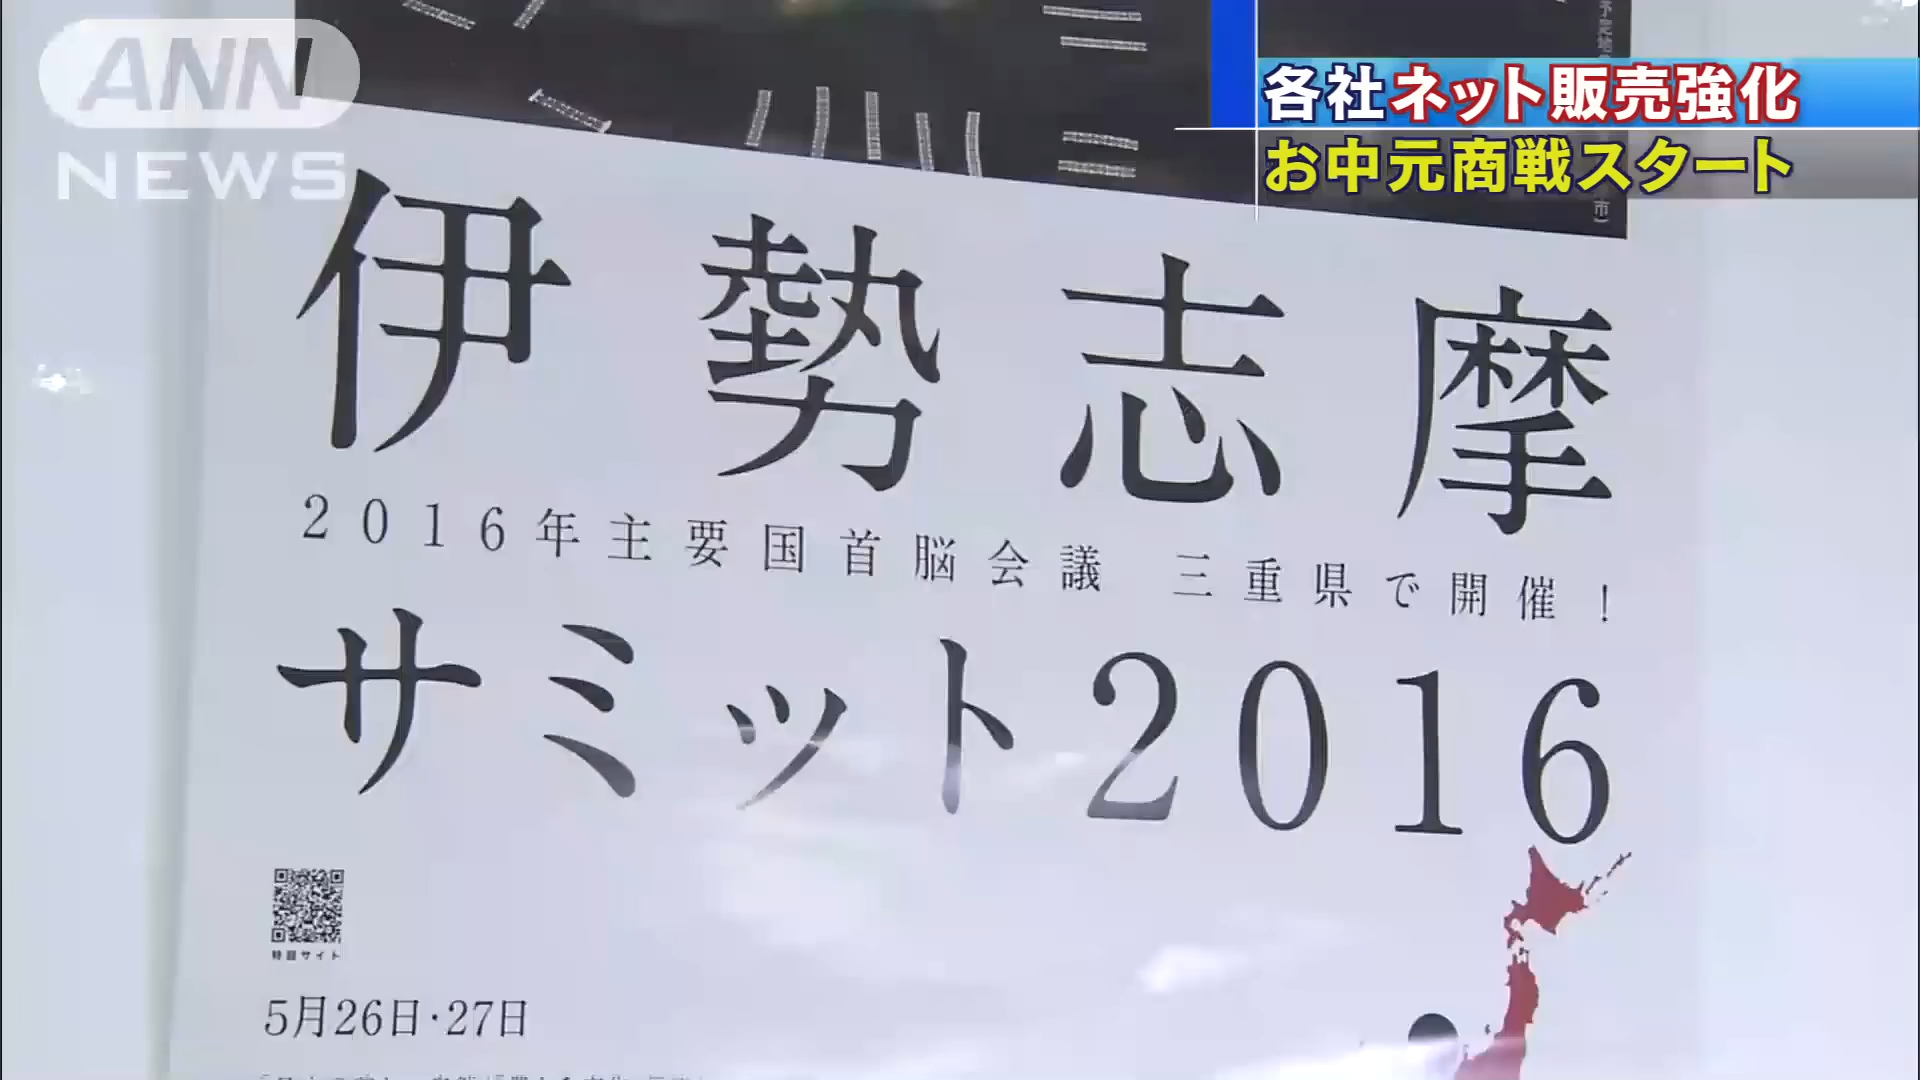 ANN
NEWS
各社ネット販売強化
お中元商戦スタート
伊勢志摩
2016年主要国首脳会議 三重県で開催!
サミット2016
特設サイト
5月26日·27日